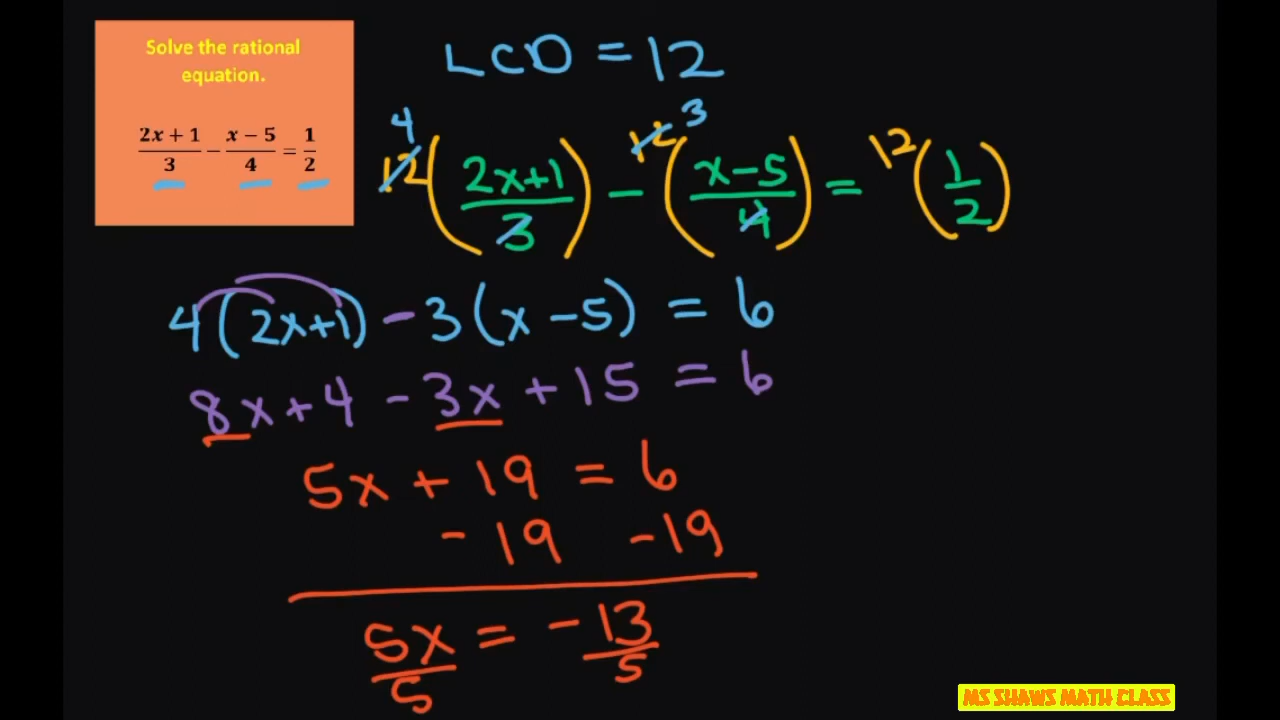 Solve the rational
equation.
2x + 1/3 − x − 5/4 = 1/2
LCD = 12
4 3
12(2x+1/3) − 12(x−5/4) = 12(1/2)
4(2x+1) − 3(x−5) = 6
8x+4 − 3x + 15 = 6
5x + 19 = 6
− 19 −19
5x/5 = −13/5
MS SHAWS MATH CLASS